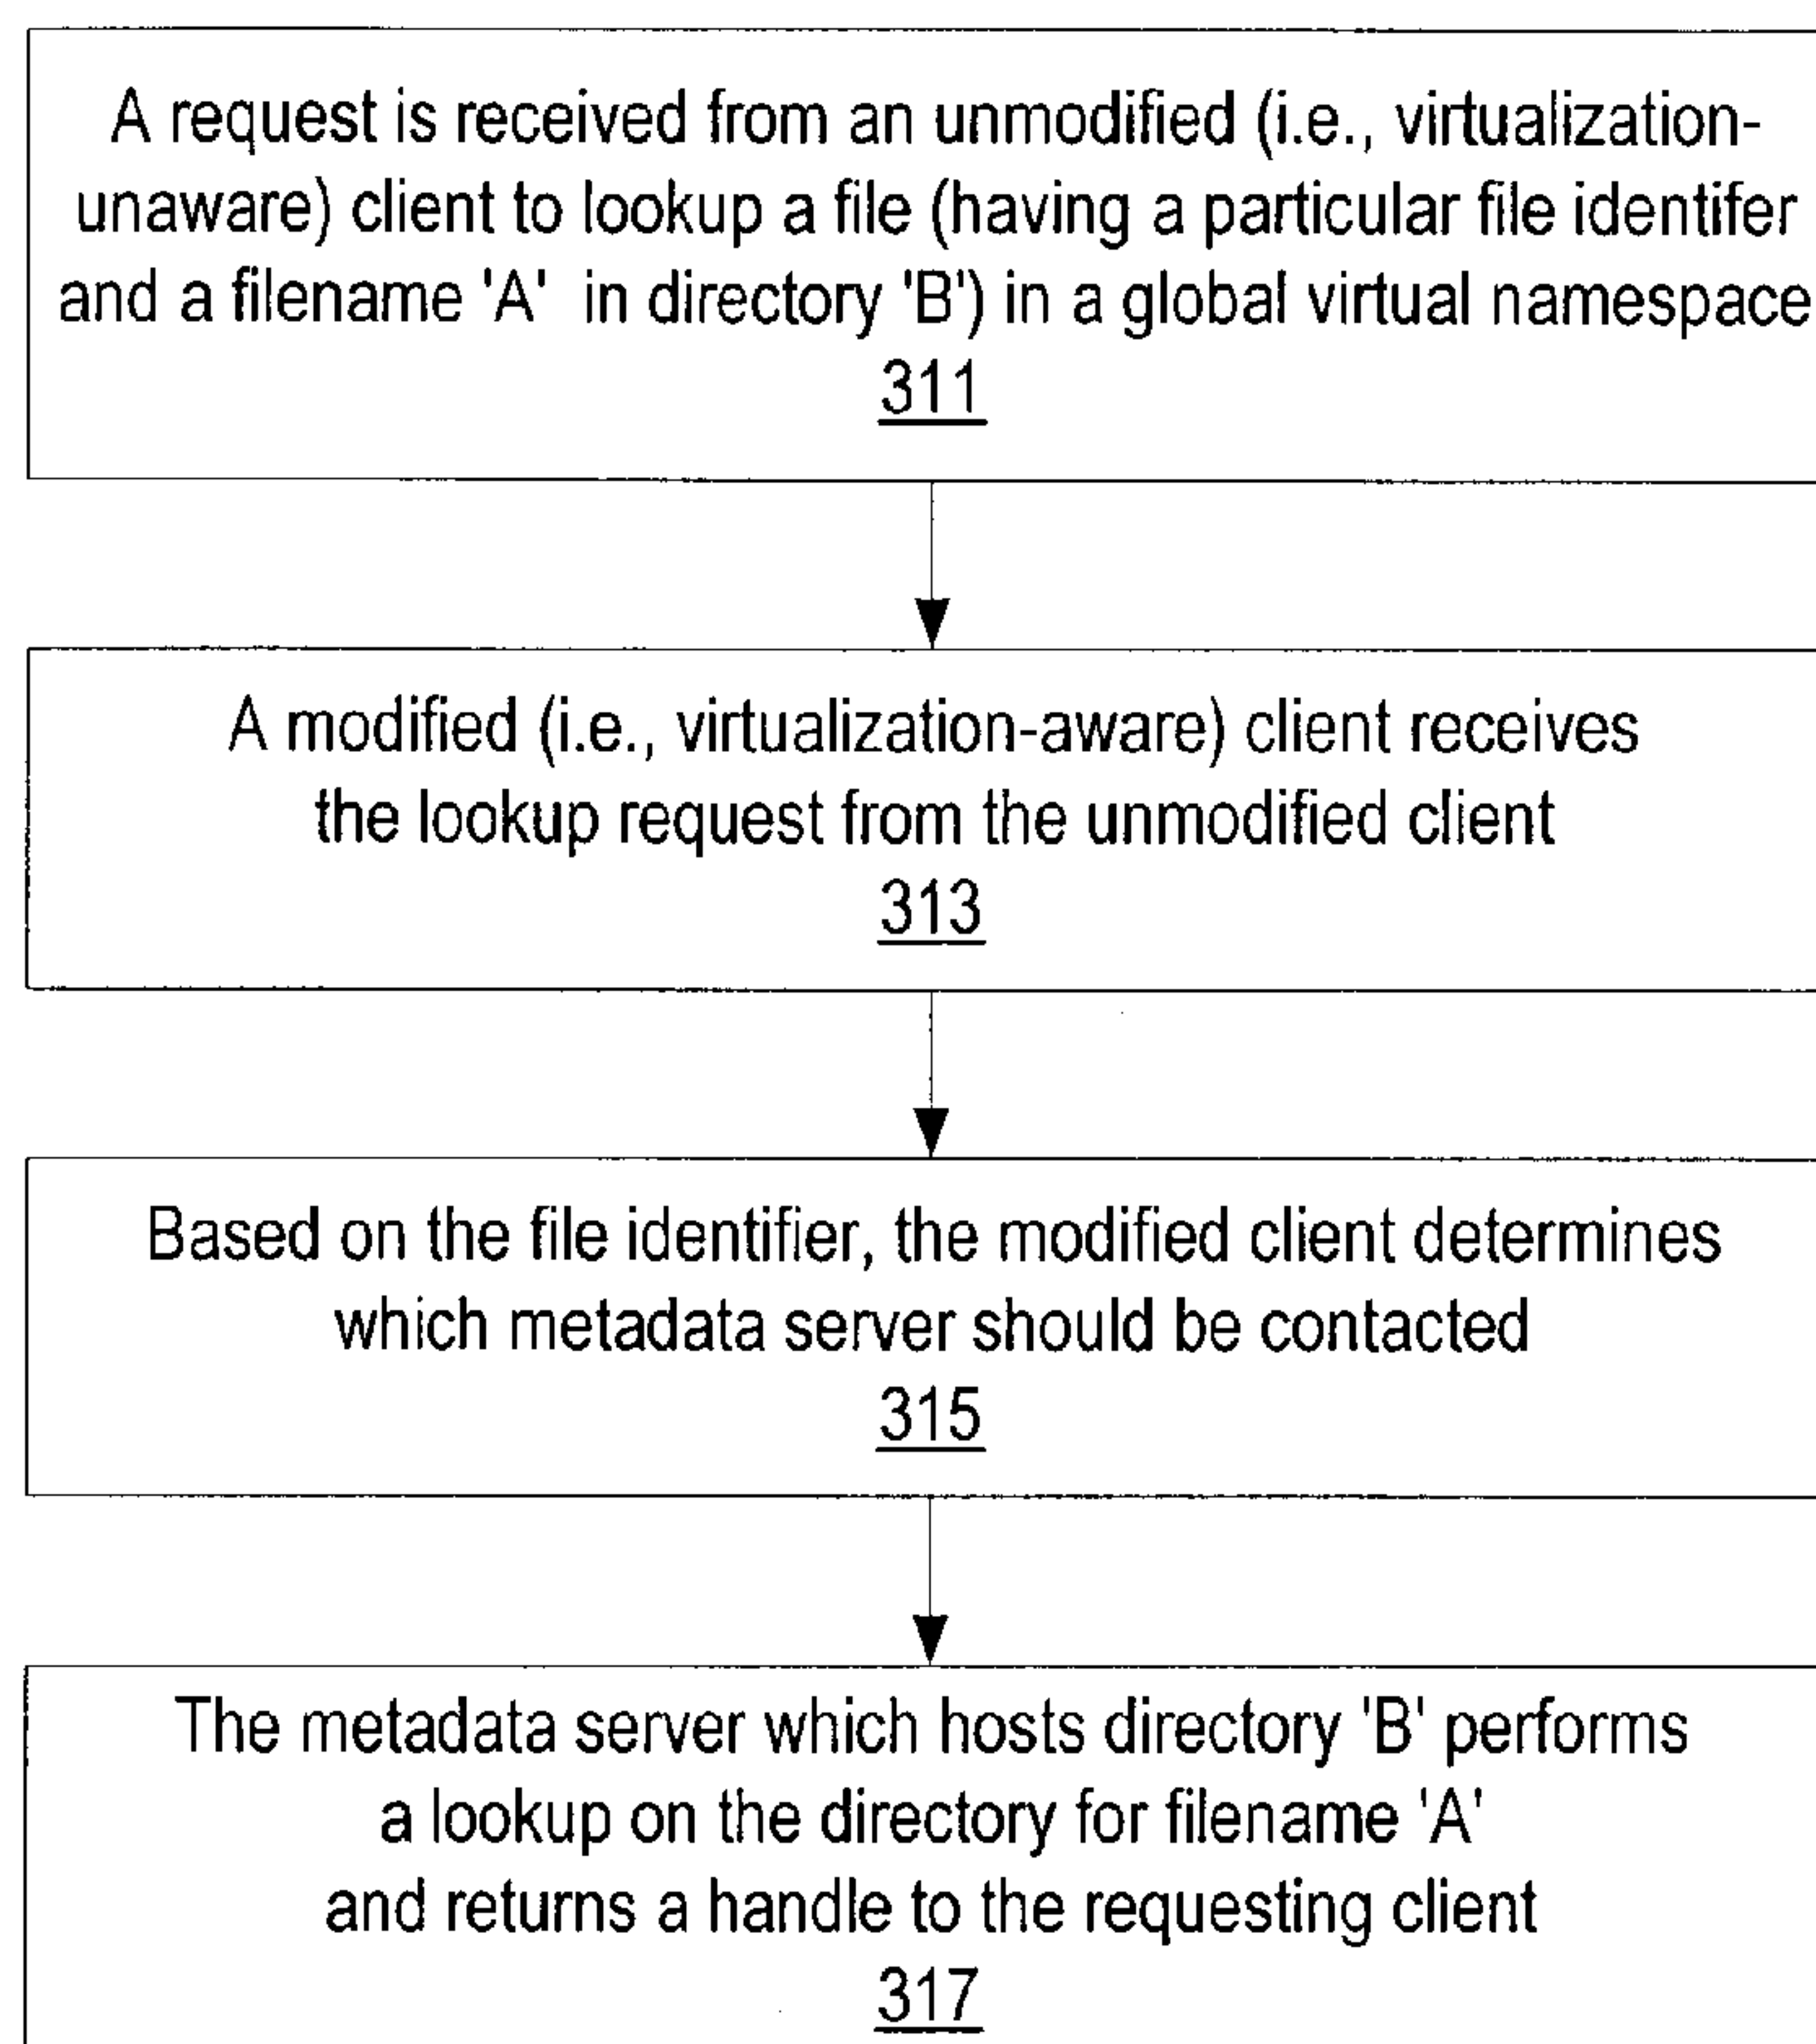 A request is received from an unmodified (i.e., virtualization-
unaware) client to lookup a file (having a particular file identifer
and a filename 'A' in directory 'B') in a global virtual namespace
311
A modified (i.e., virtualization-aware) client receives
the lookup request from the unmodified client
313
Based on the file identifier, the modified client determines
which metadata server should be contacted
315
The metadata server which hosts directory 'B' performs
a lookup on the directory for filename 'A'
and returns a handle to the requesting client
317